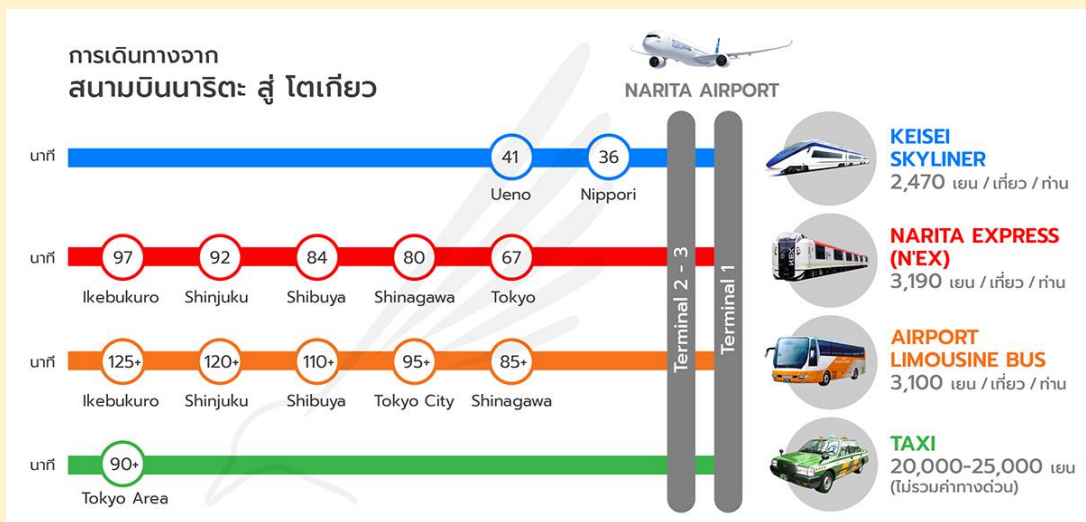 การเดินทางจาก
สนามบินนาริตะ สู่ โตเกียว
NARITA AIRPORT
Terminal 2 - 3
Terminal 1
นาที
41
36
Ueno
Nippori
KEISEI
SKYLINER
2,470 เยน / เที่ยว / ท่าน
นาที
97
92
84
80
67
Ikebukuro
Shinjuku
Shibuya
Shinagawa
Tokyo
NARITA EXPRESS
(N'EX)
3,190 เยน / เที่ยว / ท่าน
นาที
125+
120+
110+
95+
85+
Ikebukuro
Shinjuku
Shibuya
Tokyo City
Shinagawa
AIRPORT
LIMOUSINE BUS
3,100 เยน / เที่ยว / ท่าน
นาที
90+
Tokyo Area
TAXI
20,000-25,000 เยน
(ไม่รวมค่าทางด่วน)